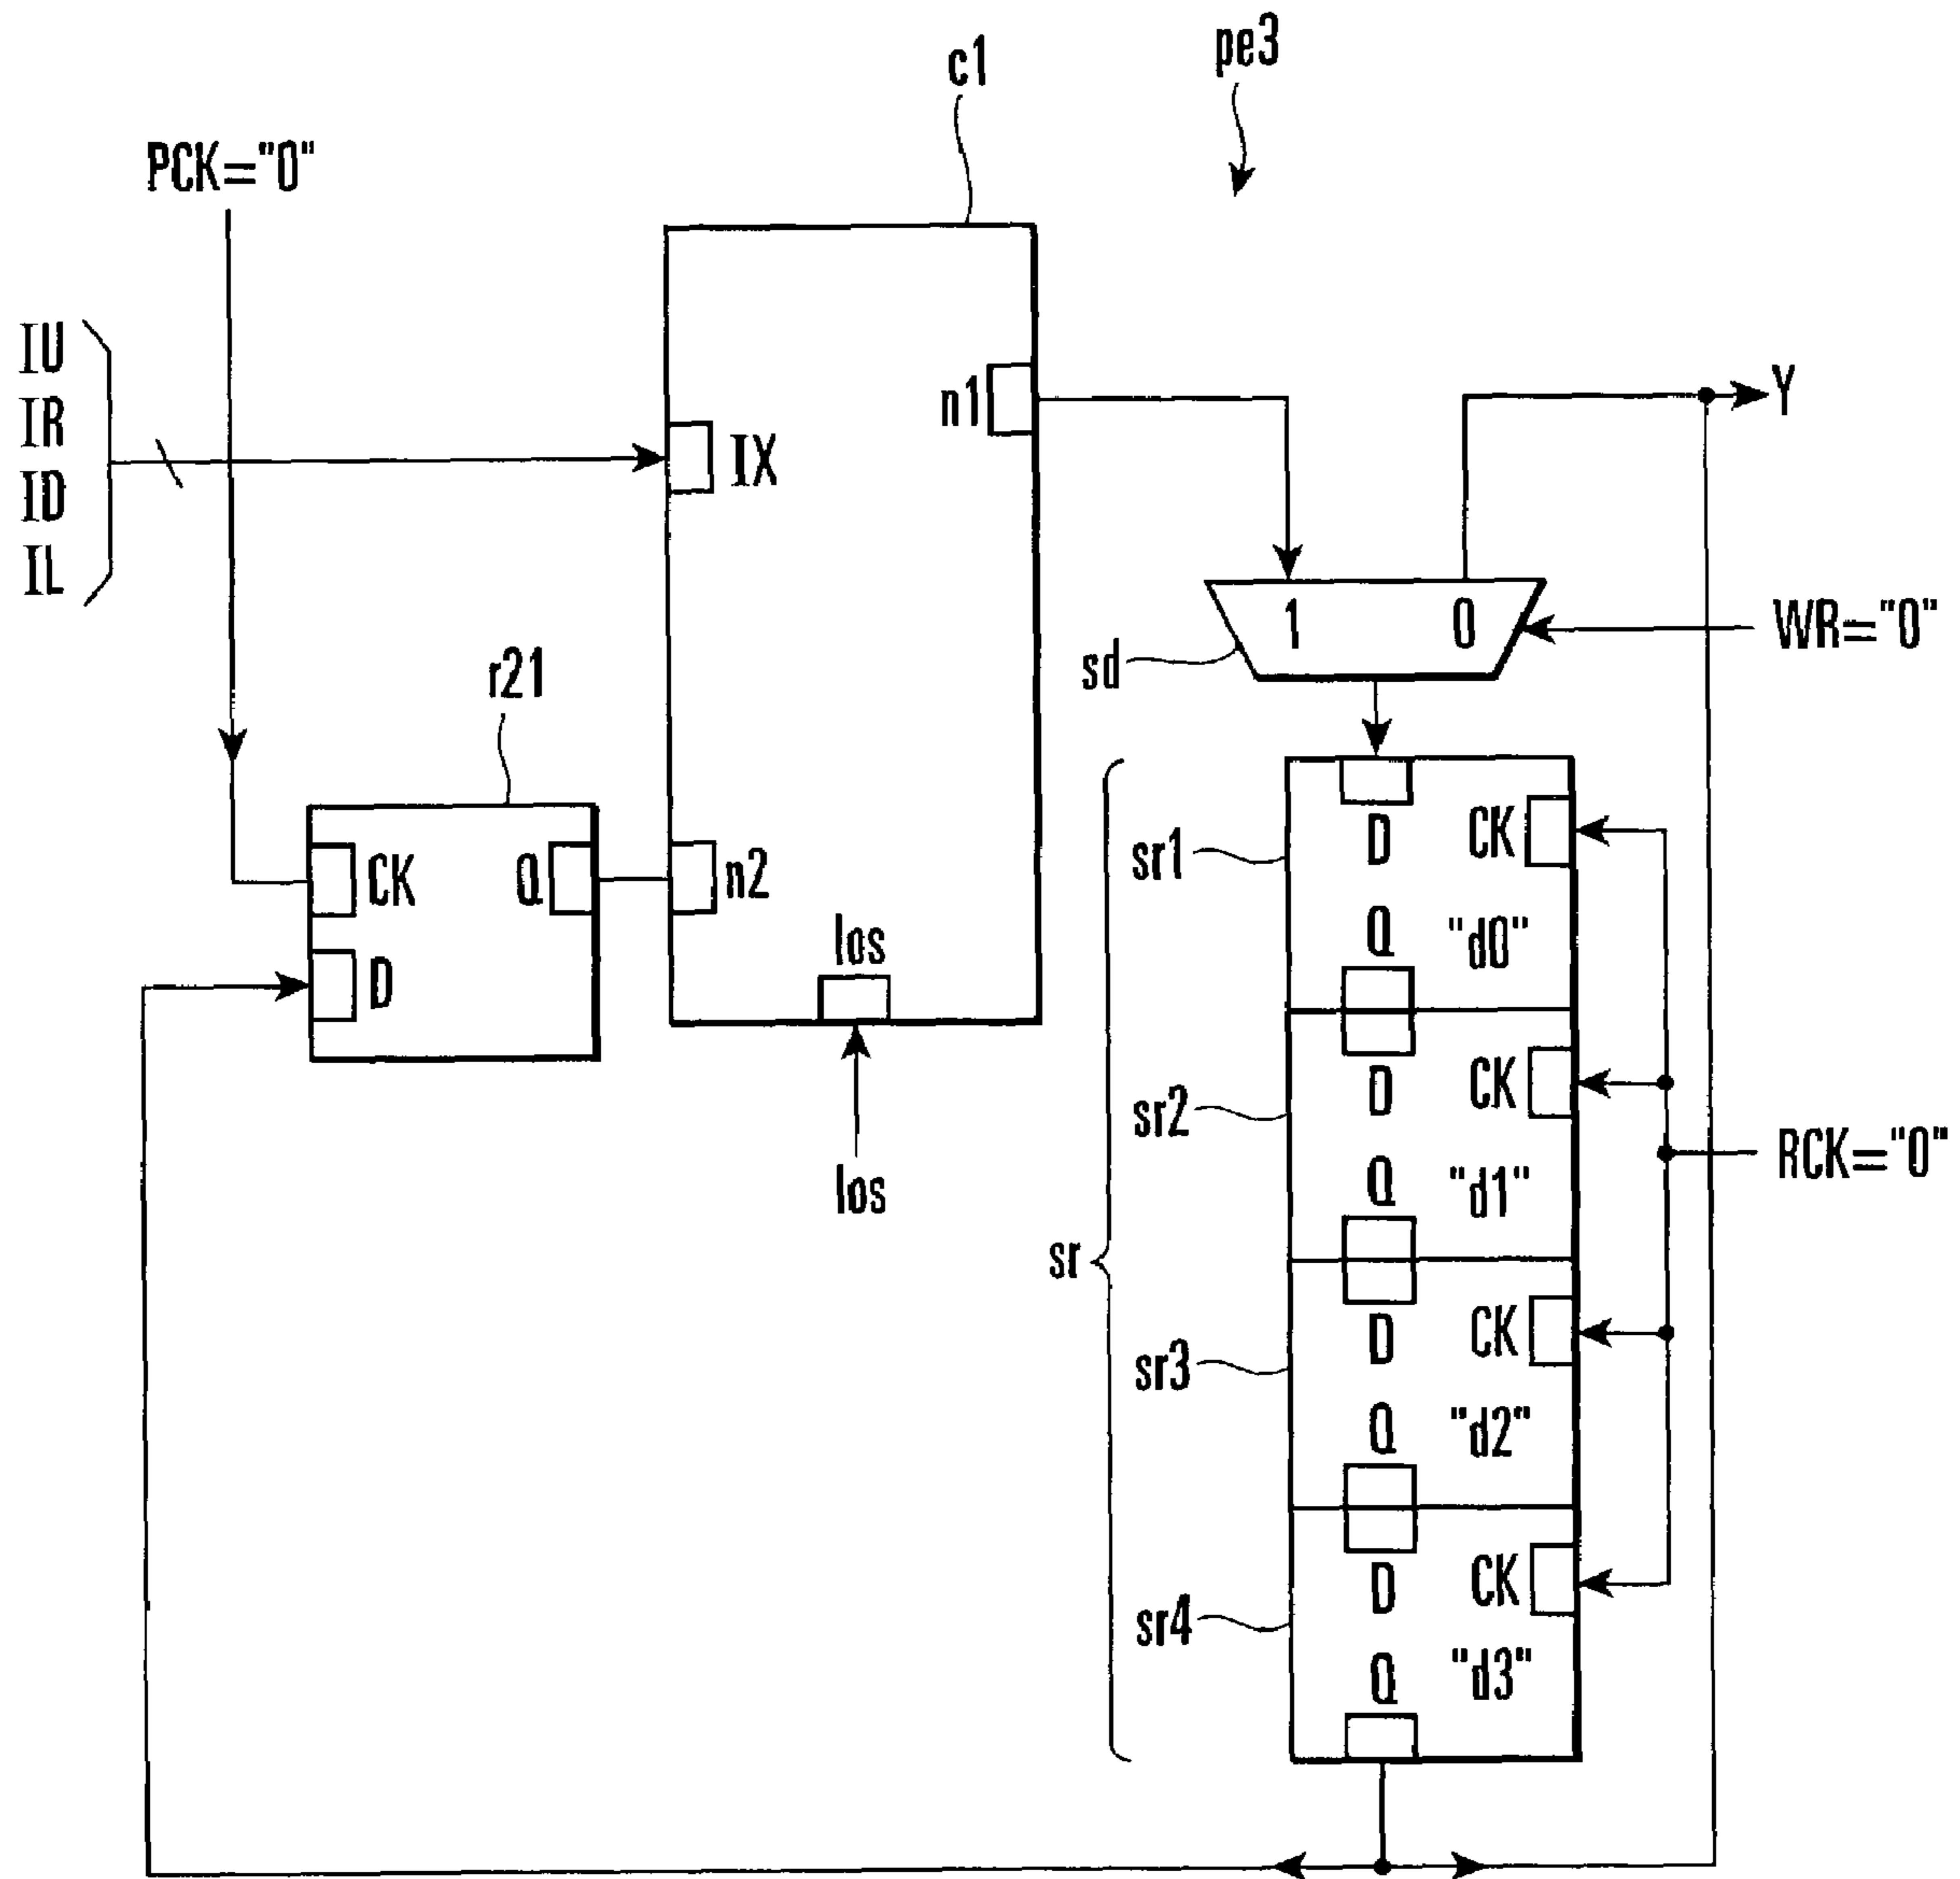 pe3
c1
PCK="0"
IU
IR
ID
IL
IX
n1
Y
1 0
WR="0"
sd
r21
CK
Q
D
n2
los
los
sr
sr1
D CK
Q "d0"
sr2
D CK
Q "d1"
RCK="0"
sr3
D CK
Q "d2"
sr4
D CK
Q "d3"